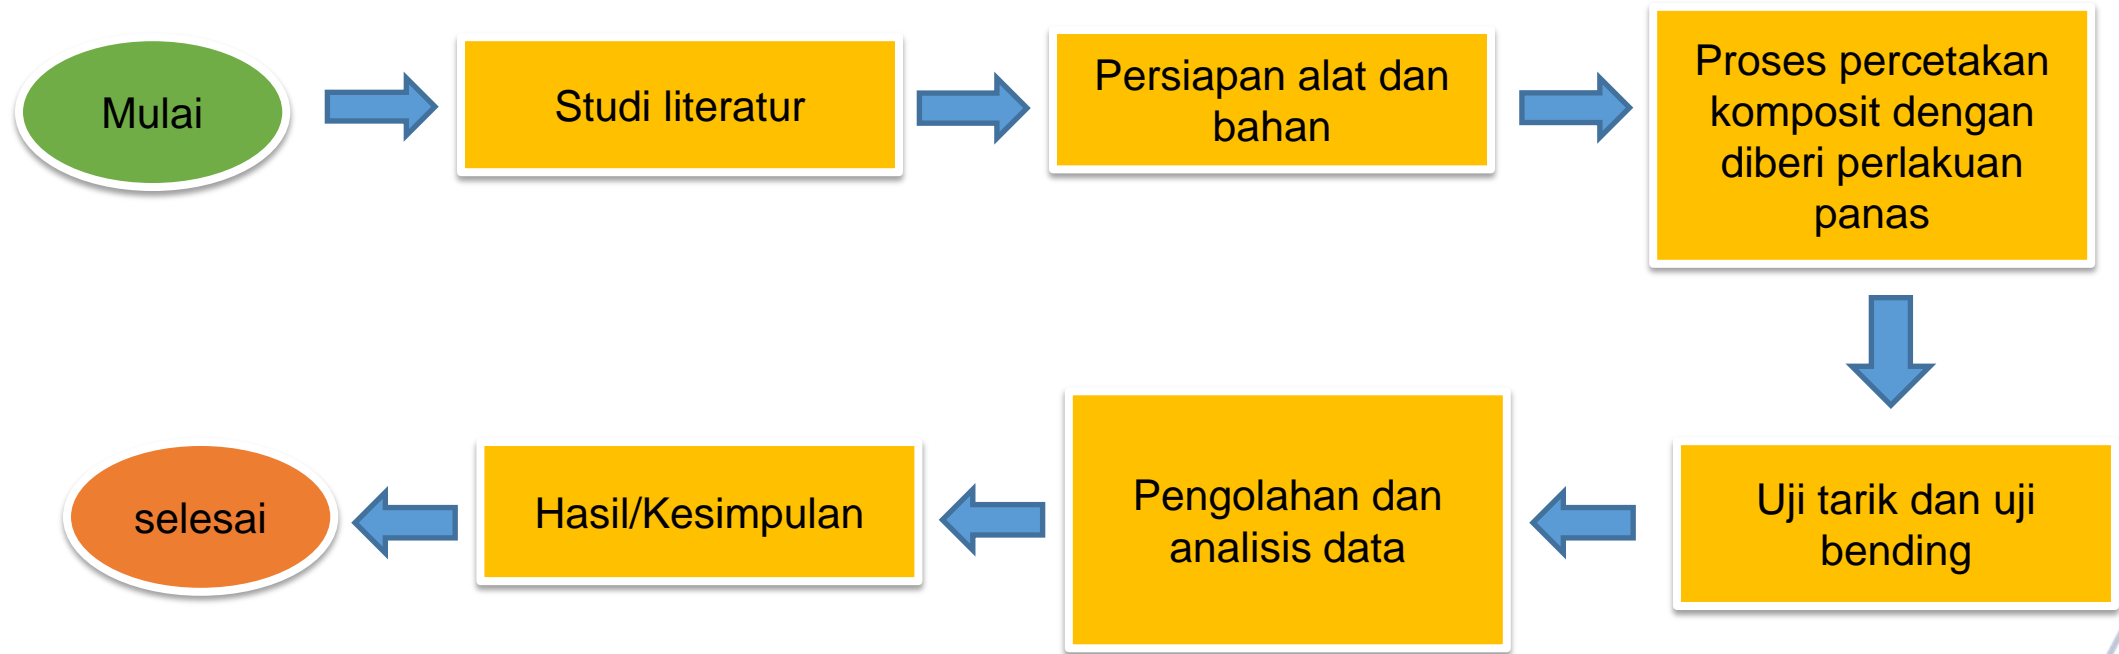 Mulai
Studi literatur
Persiapan alat dan
bahan
Proses percetakan
komposit dengan
diberi perlakuan
panas
Uji tarik dan uji
bending
Pengolahan dan
analisis data
Hasil/Kesimpulan
selesai